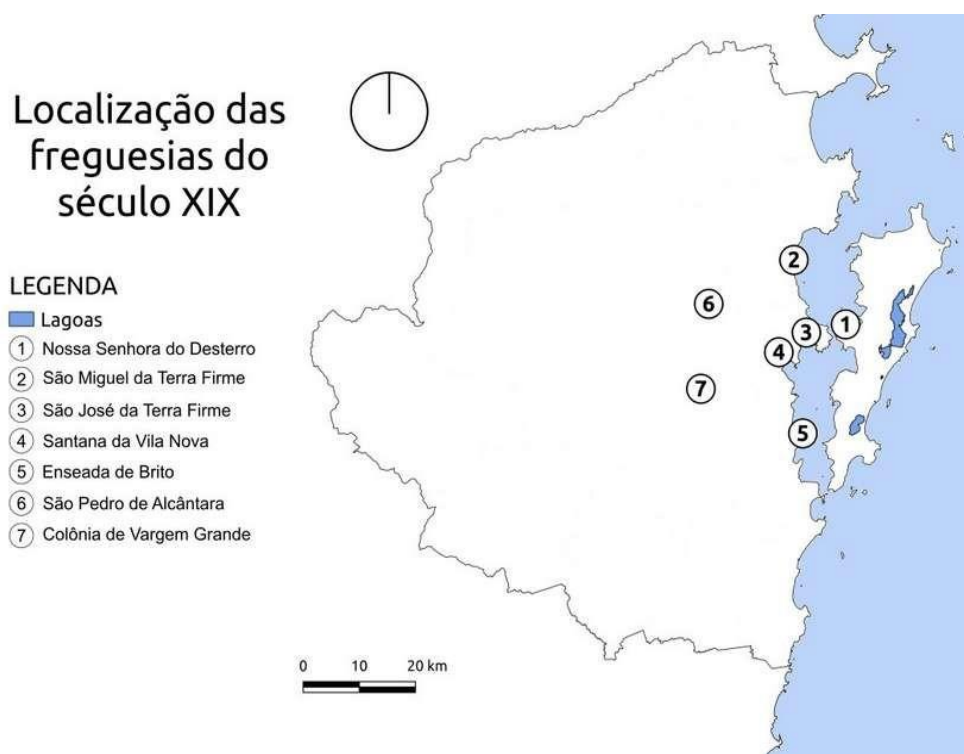 Localização das
freguesias do
século XIX
LEGENDA
Lagoas
1 Nossa Senhora do Desterro
2 São Miguel da Terra Firme
3 São José da Terra Firme
4 Santana da Vila Nova
5 Enseada de Brito
6 São Pedro de Alcântara
7 Colônia de Vargem Grande
2
6
1
3
4
7
5
0 10 20 km